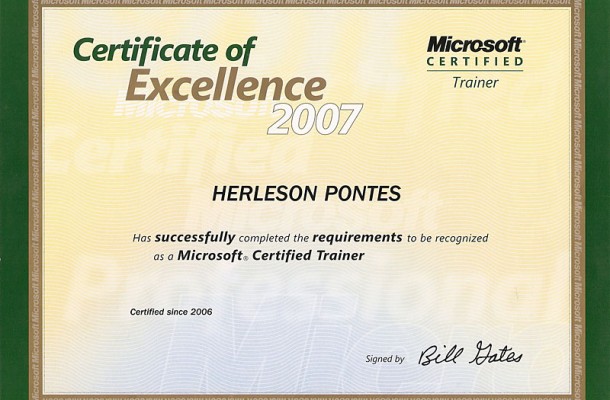 Certificate of
Excellence
2007
Microsoft®
CERTIFIED
Trainer
HERLESON PONTES
Has successfully completed the requirements to be recognized
as a Microsoft® Certified Trainer
Certified since 2006
Signed by Bill Gates